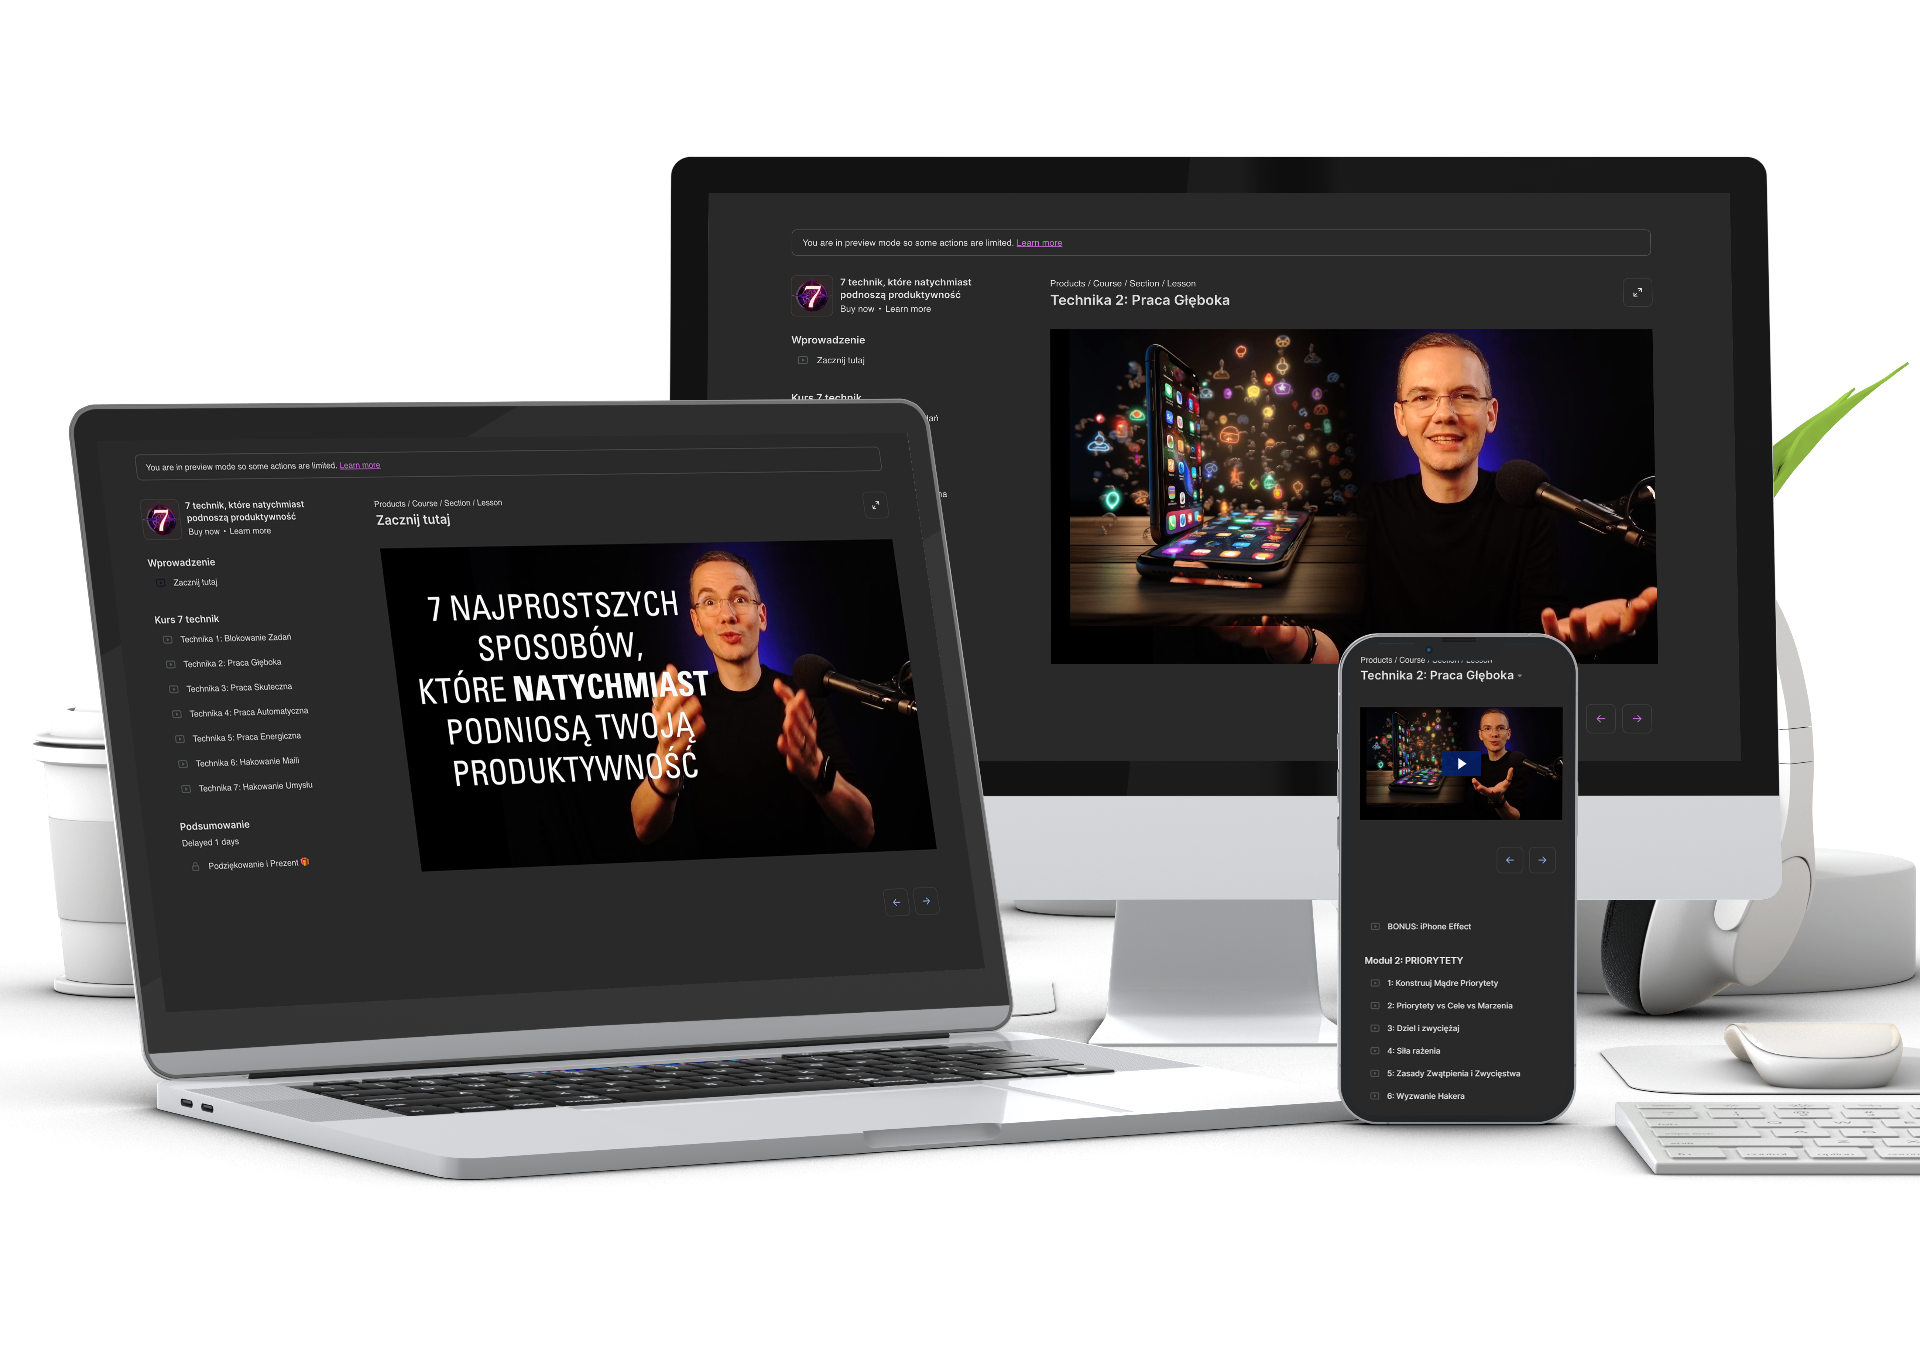 You are in preview mode so some actions are limited. Learn more
7 technik, które natychmiast
podnoszą produktywność
Buy now • Learn more
Wprowadzenie
Zacznij tutaj
Kurs 7 technik
Products / Course / Section / Lesson
Technika 2: Praca Głęboka
You are in preview mode so some actions are limited. Learn more
7 technik, które natychmiast
podnoszą produktywność
Buy now • Learn more
Wprowadzenie
Zacznij tutaj
Kurs 7 technik
Technika 1: Blokowanie Zadań
Technika 2: Praca Głęboka
Technika 3: Praca Skuteczna
Technika 4: Praca Automatyczna
Technika 5: Praca Energiczna
Technika 6: Hakowanie Maili
Technika 7: Hakowanie Umysłu
Podsumowanie
Delayed 1 days
Podziękowanie i Prezent 🎁
Products / Course / Section / Lesson
Zacznij tutaj
7 NAJPROSTSZYCH
SPOSOBÓW,
KTÓRE NATYCHMIAST
PODNIOSĄ TWOJĄ
PRODUKTYWNOŚĆ
Products / Course / Section / Lesson
Technika 2: Praca Głęboka
BONUS: iPhone Effect
Moduł 2: PRIORYTETY
1: Konstruuj Mądre Priorytety
2: Priorytety vs Cele vs Marzenia
3: Dziel i zwyciężaj
4: Siła rażenia
5: Zasady Zwątpienia i Zwycięstwa
6: Wyzwanie Hakera